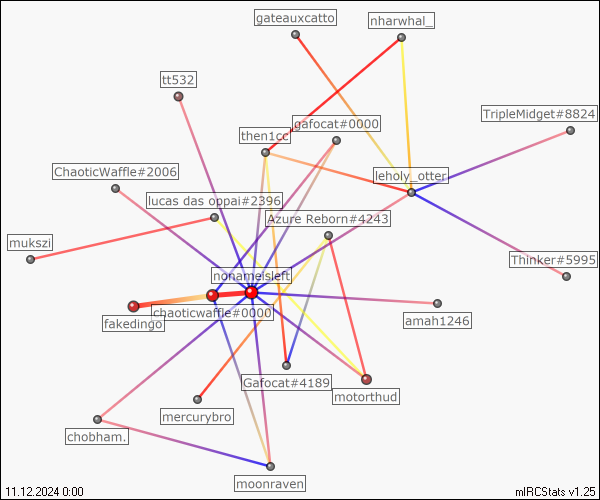 gateauxcatto
nharwhal_
tt532
TripleMidget#8824
gafocat#0000
then1cc
ChaoticWaffle#2006
leholy_otter
lucas das oppai#2396
Azure Reborn#4243
mukszi
Thinker#5995
nonameisleft
chaoticwaffle#0000
fakedingo
amah1246
Gafocat#4189
motorthud
mercurybro
chobham.
moonraven
11.12.2024 0:00
mIRCStats v1.25